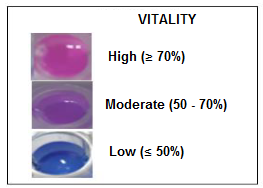 VITALITY
High (≥ 70%)
Moderate (50 - 70%)
Low (≤ 50%)